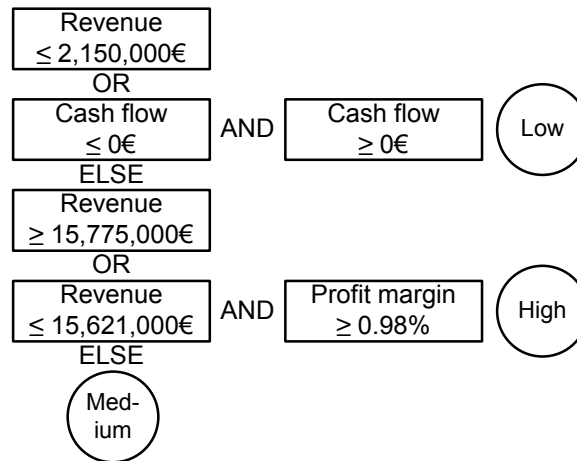 Revenue
≤ 2,150,000€
OR
Cash flow
≤ 0€
AND
Cash flow
≥ 0€
Low
ELSE
Revenue
≥ 15,775,000€
OR
Revenue
≤ 15,621,000€
AND
Profit margin
≥ 0.98%
High
ELSE
Med-
ium